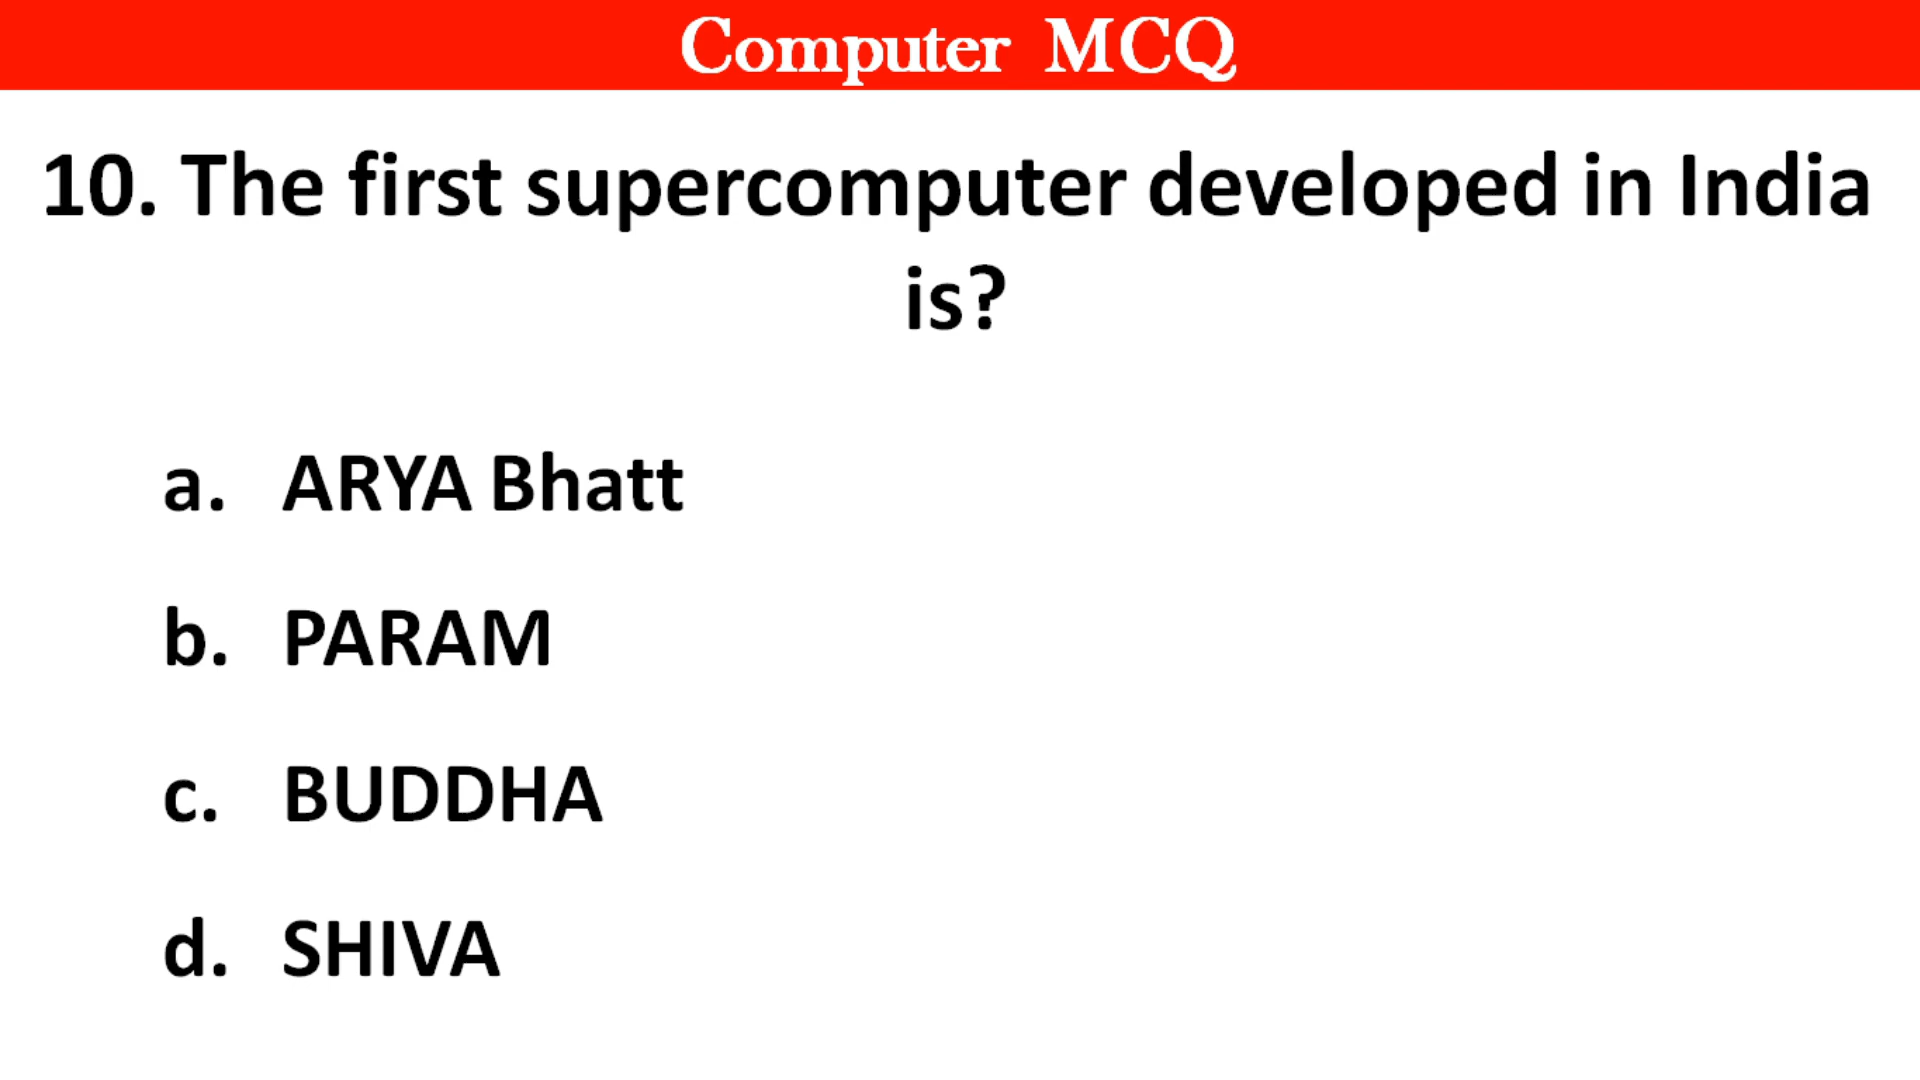 Computer MCQ
10. The first supercomputer developed in India
is?
a. ARYA Bhatt
b. PARAM
c. BUDDHA
d. SHIVA